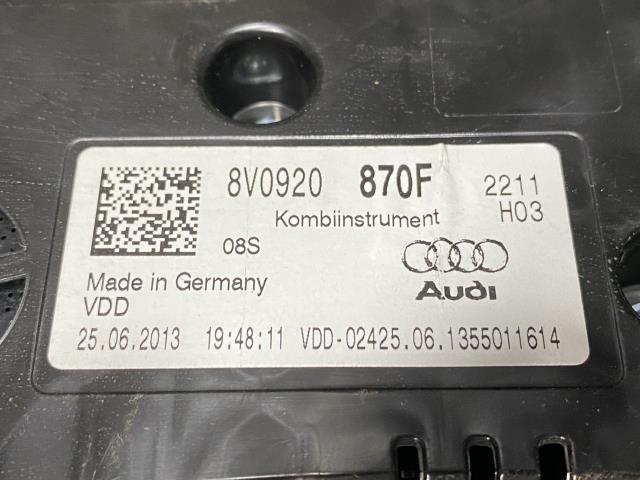 8V0920 870F 2211
Kombiinstrument H03
08S
Audi
Made in Germany
VDD
25.06.2013 19:48:11 VDD-02425.06.1355011614